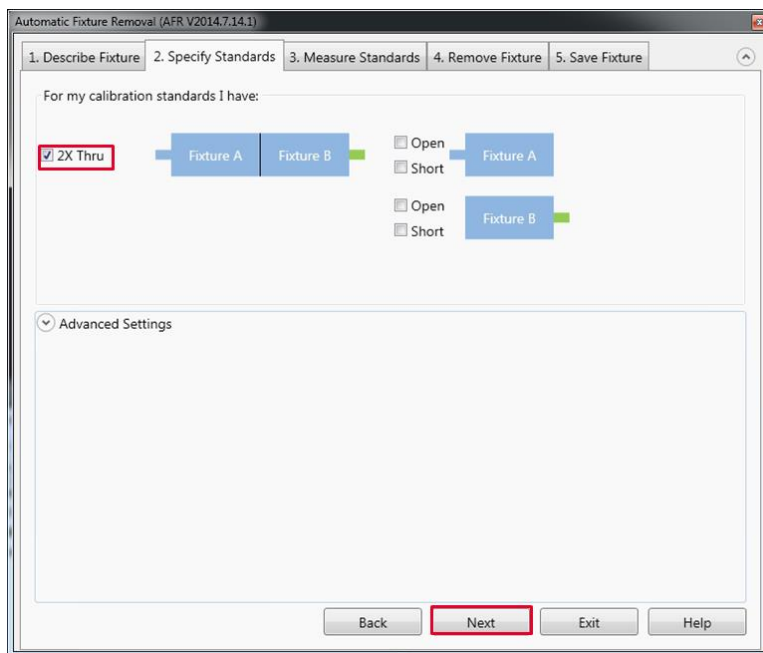 Automatic Fixture Removal (AFR V2014.7.14.1)
1. Describe Fixture 2. Specify Standards 3. Measure Standards 4. Remove Fixture 5. Save Fixture
For my calibration standards I have:
2X Thru
Fixture A Fixture B
Open
Short
Fixture A
Open
Short
Fixture B
Advanced Settings
Back Next Exit Help